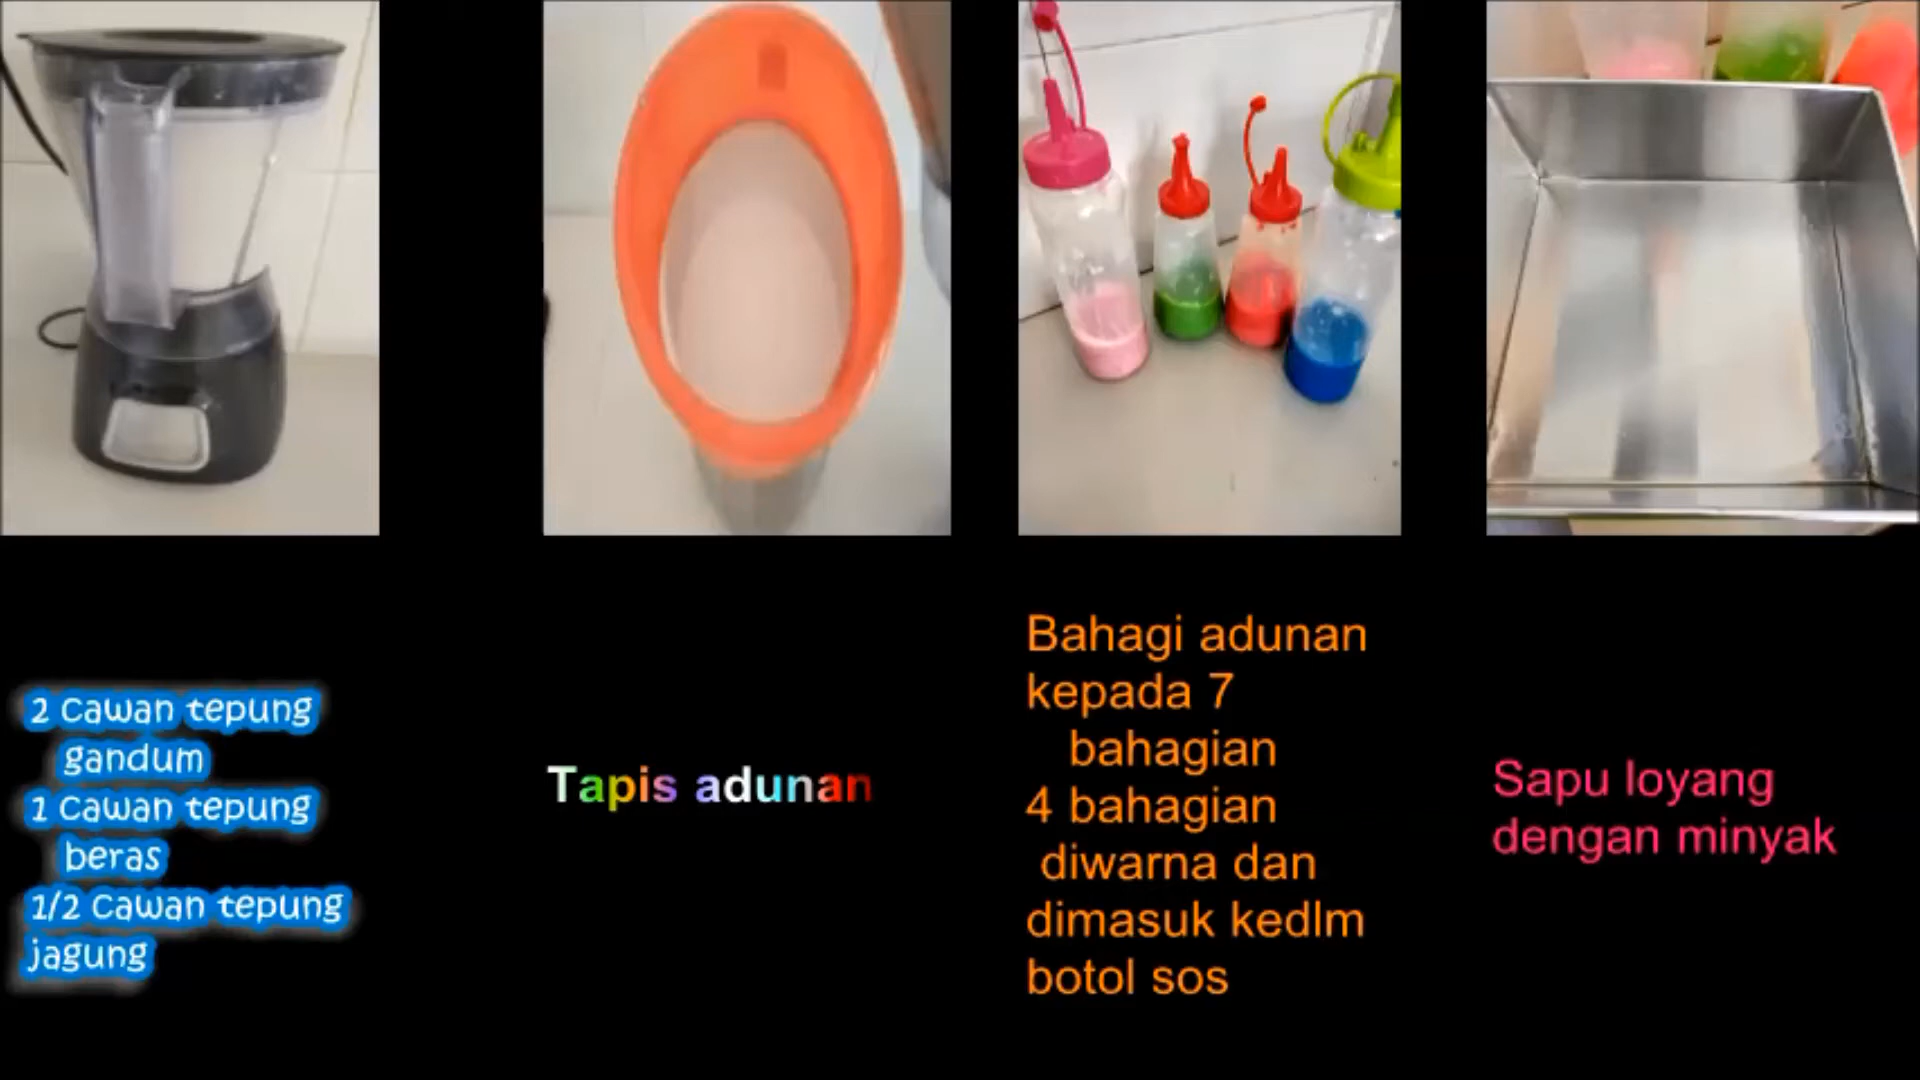 2 cawan tepung
gandum
1 cawan tepung
beras
1/2 cawan tepung
jagung
Tapis adunan
Bahagi adunan
kepada 7
bahagian
4 bahagian
diwarna dan
dimasuk kedlm
botol sos
Sapu loyang
dengan minyak